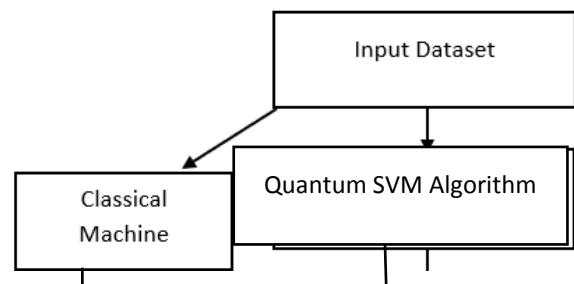 Input Dataset
Quantum SVM Algorithm
Classical
Machine